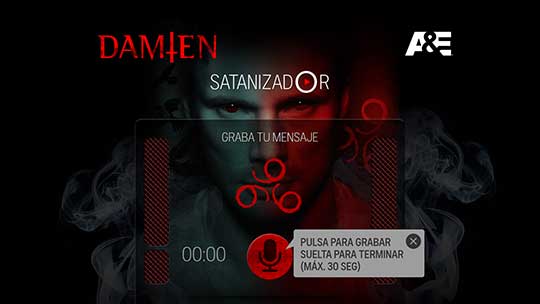 DAMIEN
A&E
SATANIZADOR
GRABA TU MENSAJE
00:00
PULSA PARA GRABAR
SUELTA PARA TERMINAR
(MÁX. 30 SEG)